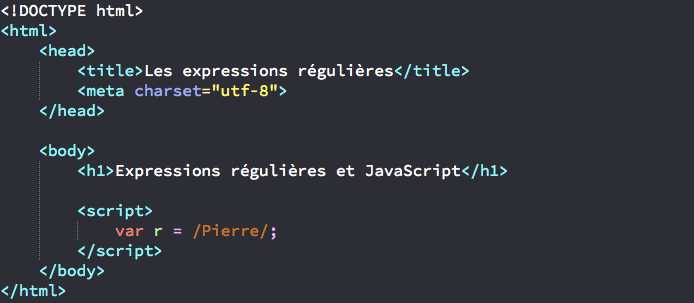 <!DOCTYPE html>
<html>
    <head>
        <title>Les expressions régulières</title>
        <meta charset="utf-8">
    </head>

    <body>
        <h1>Expressions régulières et JavaScript</h1>

        <script>
            var r = /Pierre/;
        </script>
    </body>
</html>